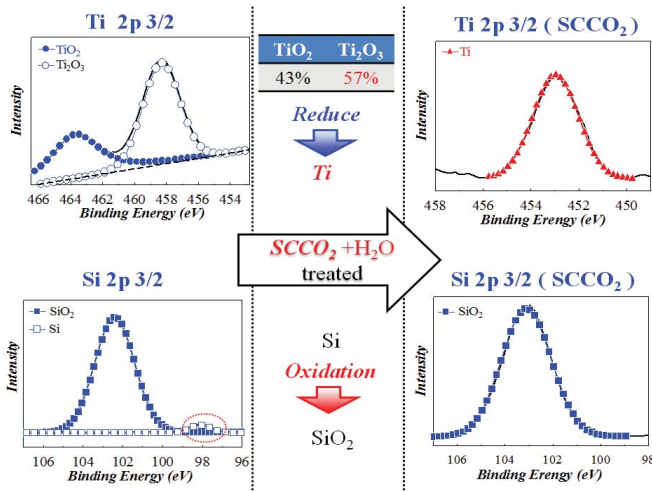 Ti 2p 3/2
TiO2
Ti2O3
Intensity
466 464 462 460 458 456 454
Binding Energy (eV)
TiO2 Ti2O3
43% 57%
Reduce
Ti
Ti 2p 3/2 ( SCCO2 )
Ti
Intensity
458 456 454 452 450
Binding Erergy (eV)
SCCO2 +H2O
treated
Si 2p 3/2
SiO2
Si
Intensity
106 104 102 100 98 96
Binding Energy (eV)
Si
Oxidation
SiO2
Si 2p 3/2 ( SCCO2 )
SiO2
Intensity
106 104 102 100 98
Binding Erergy (eV)